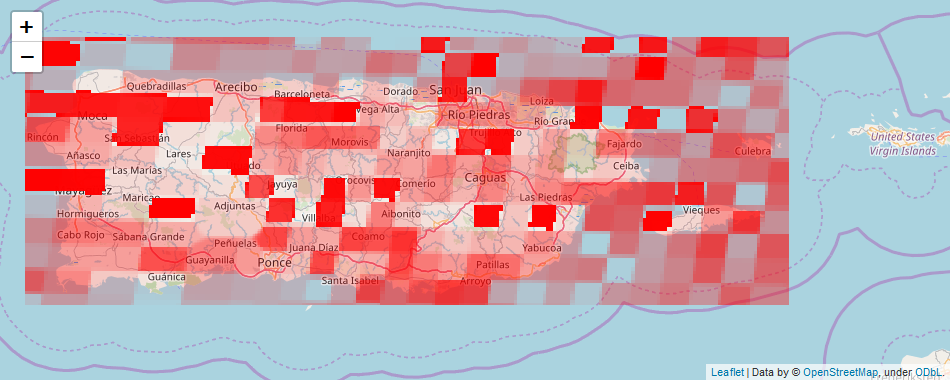 +
−
Quebradillas
Arecibo
Barceloneta
Dorado
San Juan
Loíza
Moca
Vega Alta
Río Piedras
Río Gran
Rincón
San Sebastián
Florida
Morovis
Trujillo Alto
Fajardo
Culebra
United States
Virgin Islands
Añasco
Lares
Naranjito
Ceiba
Las Marías
do
Caguas
Mayagüez
Jayuya
Orocovis
Comerío
Maricao
Las Piedras
Hormigueros
Adjuntas
Villalba
Aibonito
Vieques
Cabo Rojo
Sábana Grande
Peñuelas
Coamo
Juana Díaz
Yabucoa
Guayanilla
Ponce
Patillas
Guánica
Santa Isabel
Arroyo
Leaflet | Data by © OpenStreetMap, under ODbL.